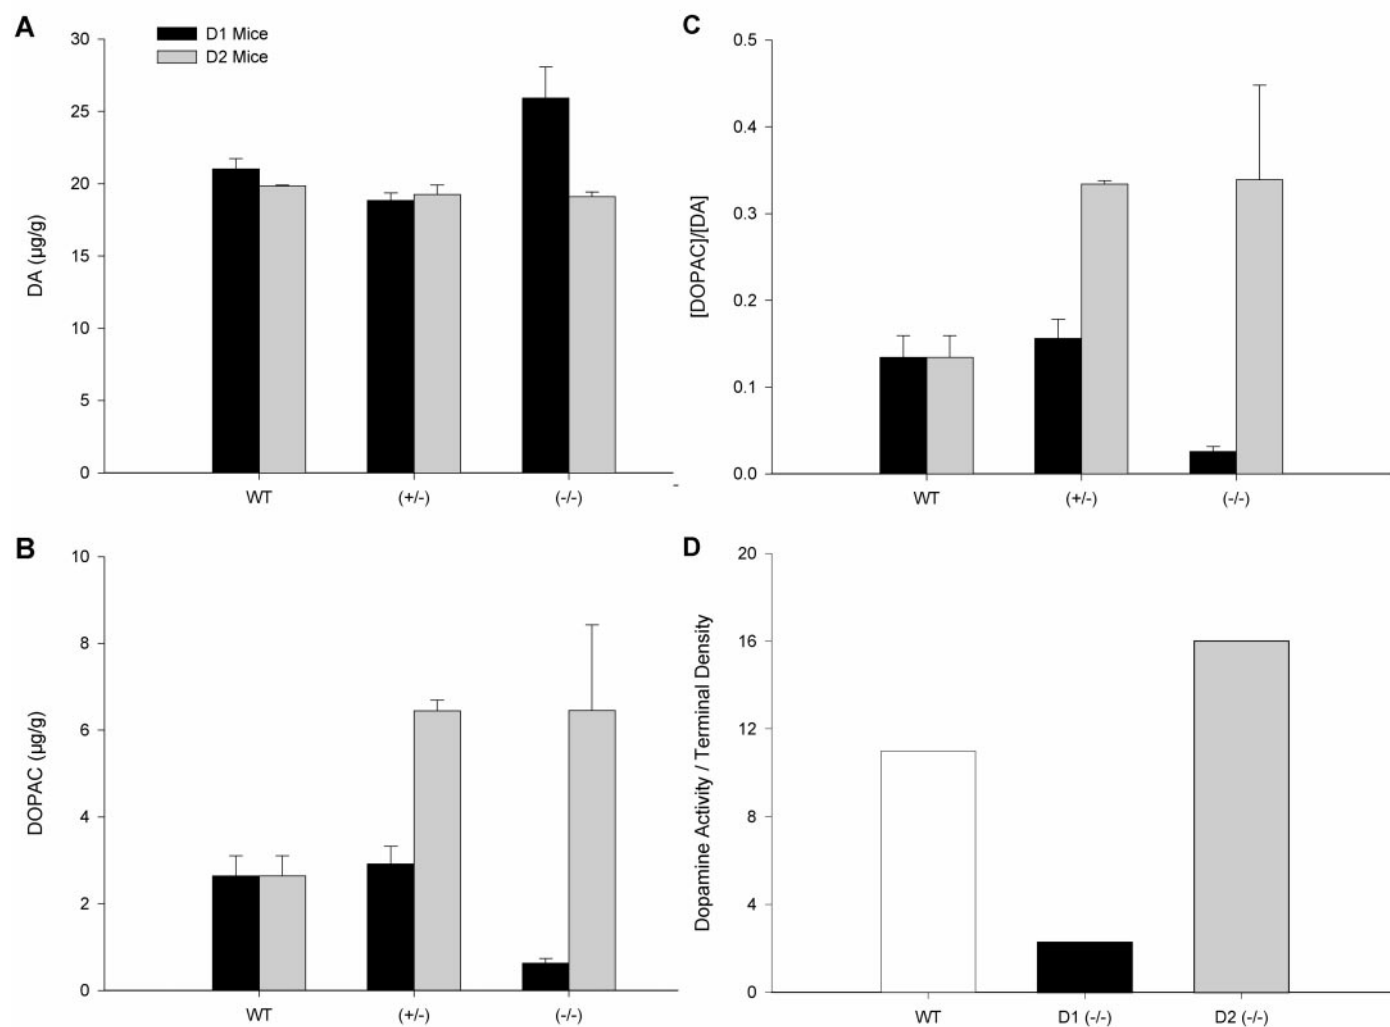 A
D1 Mice
D2 Mice
30
25
20
15
10
5
0
DA (µg/g)
WT (+/-) (-/-)
C
0.5
0.4
0.3
0.2
0.1
0.0
[DOPAC]/[DA]
WT (+/-) (-/-)
B
10
8
6
4
2
0
DOPAC (µg/g)
WT (+/-) (-/-)
D
20
16
12
8
4
0
Dopamine Activity / Terminal Density
WT D1 (-/-) D2 (-/-)